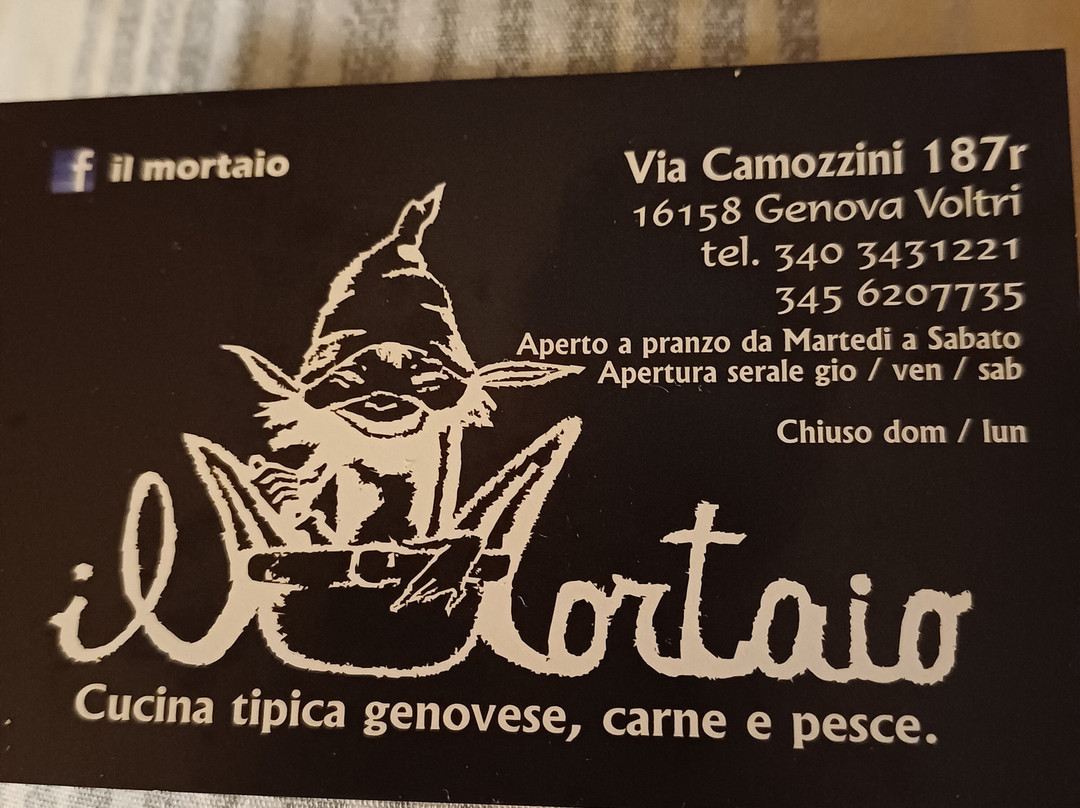 f il mortaio
Via Camozzini 187r
16158 Genova Voltri
tel. 340 3431221
345 6207735
Aperto a pranzo da Martedi a Sabato
Apertura serale gio / ven / sab
Chiuso dom / lun
il Mortaio
Cucina tipica genovese, carne e pesce.